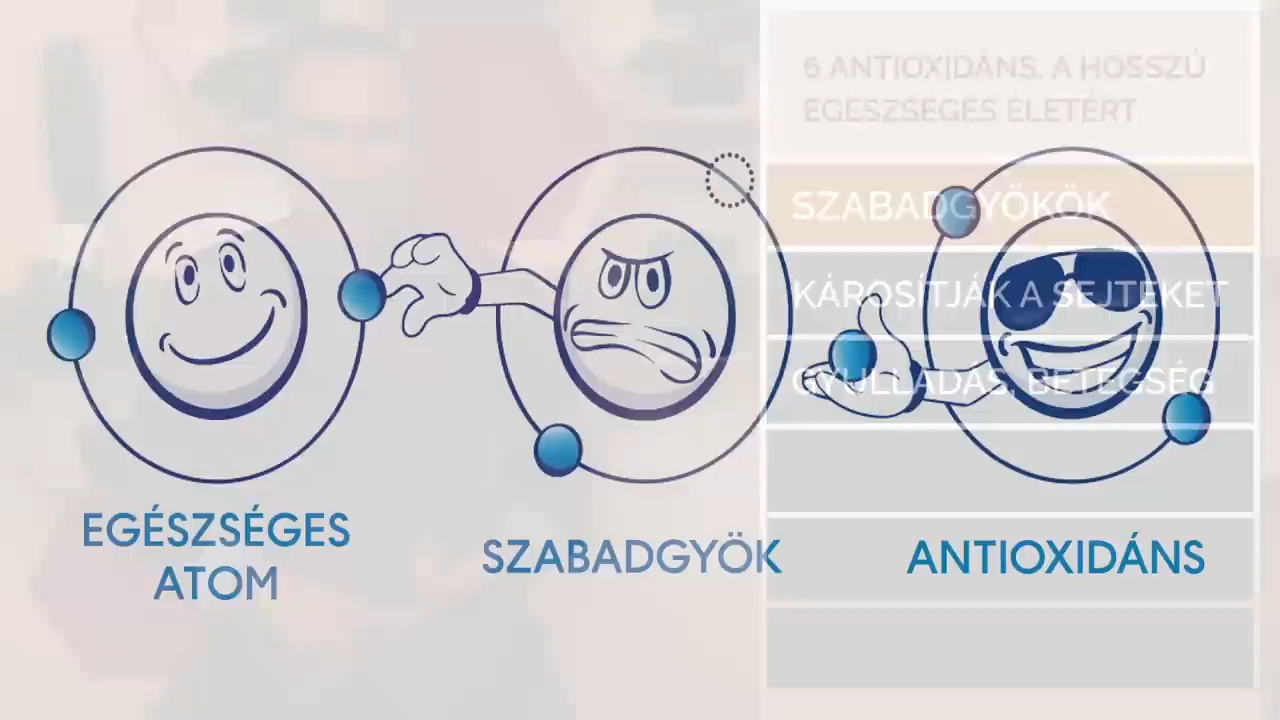 6 ANTIOXIDÁNS, A HOSSZÚ
EGÉSZSÉGES ÉLETÉRT
SZABADGYÖKÖK
KÁROSÍTJÁK A SEJTEKET
GYULLADÁS, BETEGSÉG
EGÉSZSÉGES
ATOM
SZABADGYÖK
ANTIOXIDÁNS